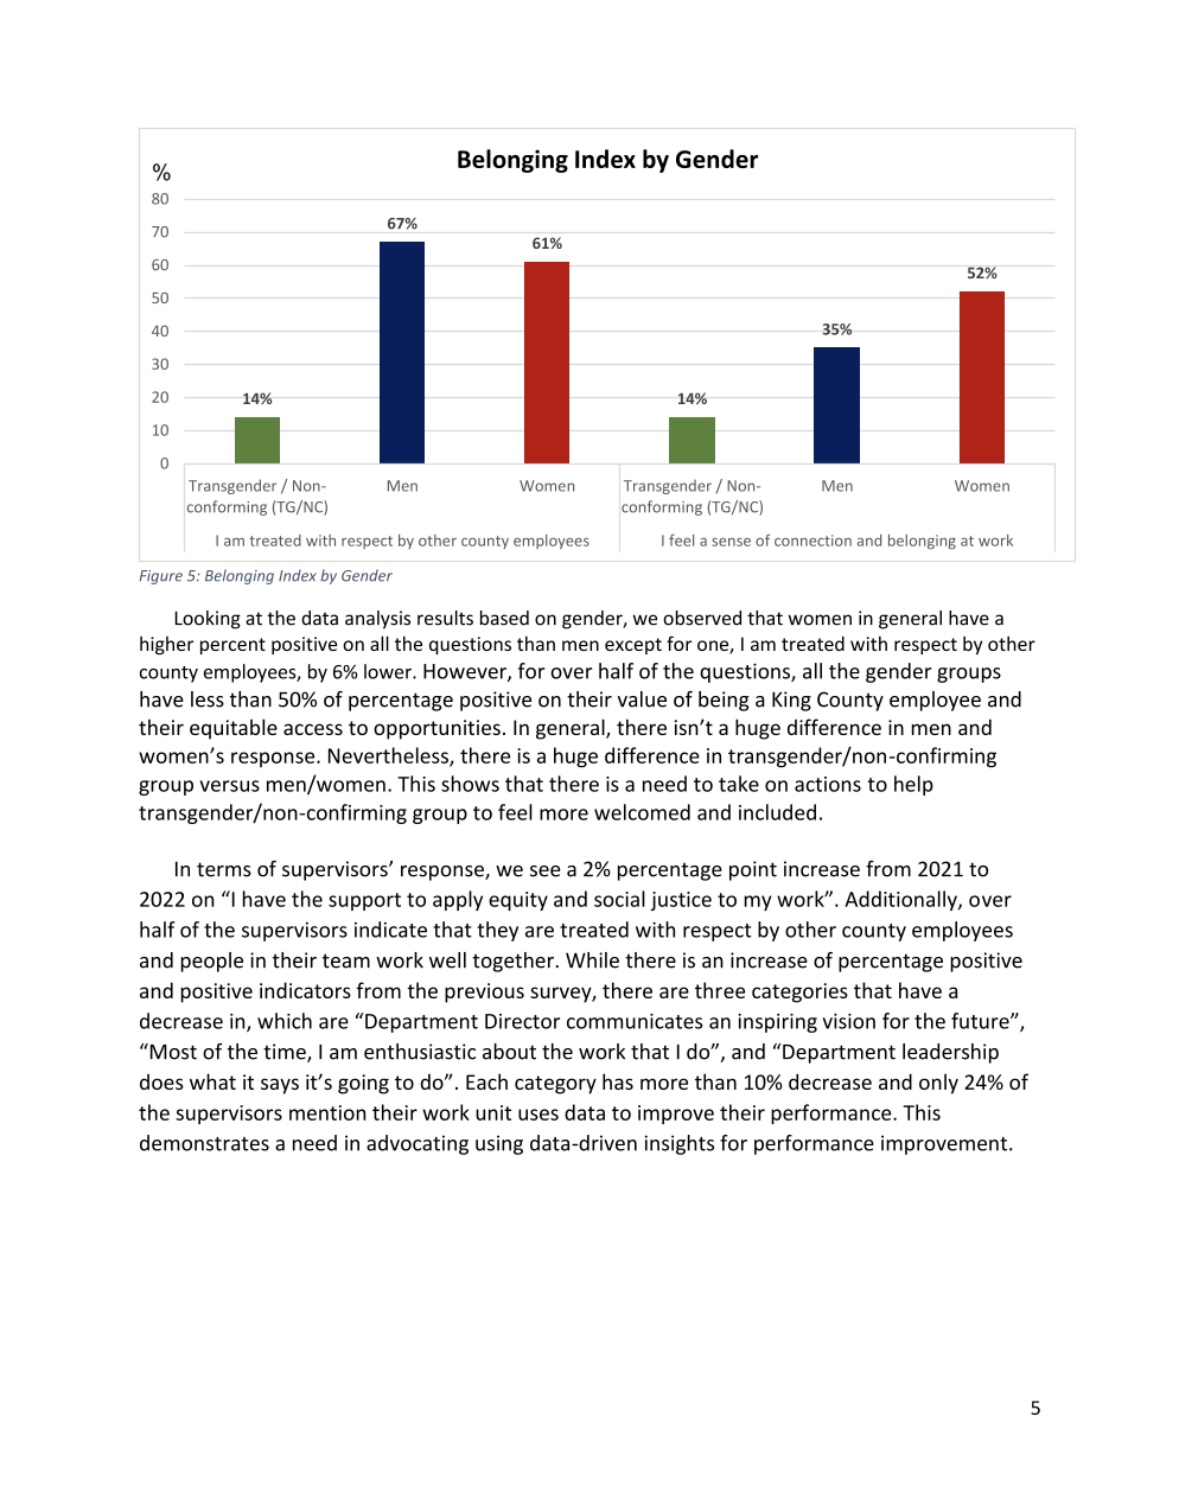 Belonging Index by Gender
%
80
70
60
50
40
30
20
10
0
14%
67%
61%
14%
35%
52%
Transgender / Non-
conforming (TG/NC)
Men
Women
Transgender / Non-
conforming (TG/NC)
Men
Women
I am treated with respect by other county employees
I feel a sense of connection and belonging at work
Figure 5: Belonging Index by Gender
Looking at the data analysis results based on gender, we observed that women in general have a
higher percent positive on all the questions than men except for one, I am treated with respect by other
county employees, by 6% lower. However, for over half of the questions, all the gender groups
have less than 50% of percentage positive on their value of being a King County employee and
their equitable access to opportunities. In general, there isn’t a huge difference in men and
women’s response. Nevertheless, there is a huge difference in transgender/non-confirming
group versus men/women. This shows that there is a need to take on actions to help
transgender/non-confirming group to feel more welcomed and included.
In terms of supervisors’ response, we see a 2% percentage point increase from 2021 to
2022 on “I have the support to apply equity and social justice to my work”. Additionally, over
half of the supervisors indicate that they are treated with respect by other county employees
and people in their team work well together. While there is an increase of percentage positive
and positive indicators from the previous survey, there are three categories that have a
decrease in, which are “Department Director communicates an inspiring vision for the future”,
“Most of the time, I am enthusiastic about the work that I do”, and “Department leadership
does what it says it’s going to do”. Each category has more than 10% decrease and only 24% of
the supervisors mention their work unit uses data to improve their performance. This
demonstrates a need in advocating using data-driven insights for performance improvement.
5